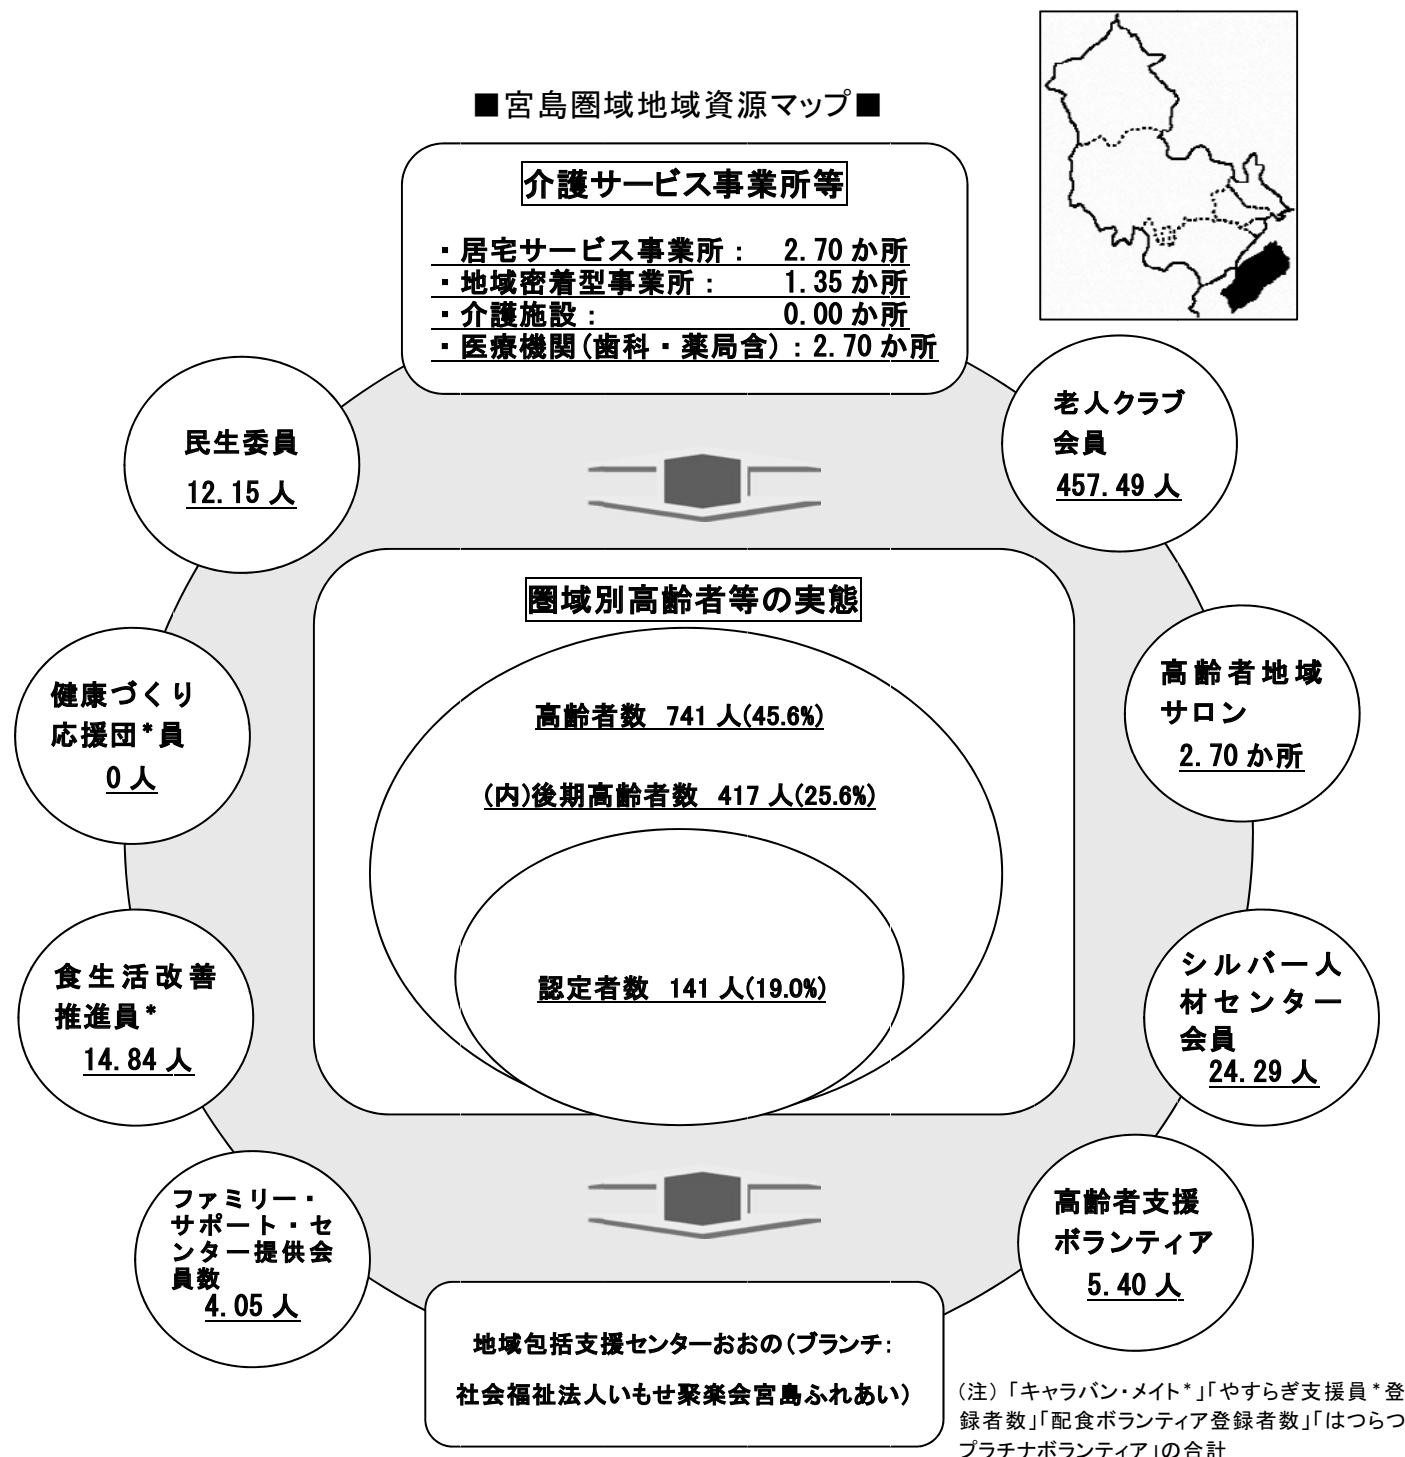 ■宮島圏域地域資源マップ■
介護サービス事業所等
・居宅サービス事業所： 2.70か所
・地域密着型事業所： 1.35か所
・介護施設： 0.00か所
・医療機関(歯科・薬局含)：2.70か所
民生委員
12.15人
老人クラブ
会員
457.49人
圏域別高齢者等の実態
高齢者数 741人(45.6%)
(内)後期高齢者数 417人(25.6%)
認定者数 141人(19.0%)
健康づくり
応援団*員
0人
高齢者地域
サロン
2.70か所
食生活改善
推進員*
14.84人
シルバー人
材センター
会員
24.29人
ファミリー・
サポート・セ
ンター提供会
員数
4.05人
高齢者支援
ボランティア
5.40人
地域包括支援センターおおの(ブランチ：
社会福祉法人いもせ聚楽会宮島ふれあい)
(注)「キャラバン・メイト*」「やすらぎ支援員*登
録者数」「配食ボランティア登録者数」「はつらつ
プラチナボランティア」の合計